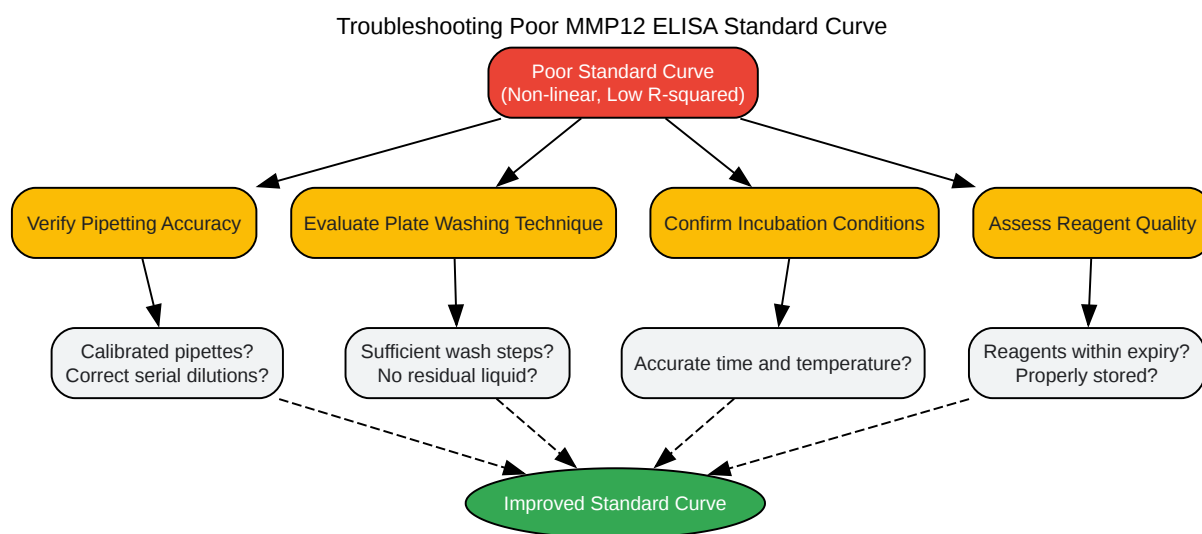 Troubleshooting Poor MMP12 ELISA Standard Curve
Poor Standard Curve
(Non-linear, Low R-squared)
Verify Pipetting Accuracy
Evaluate Plate Washing Technique
Confirm Incubation Conditions
Assess Reagent Quality
Calibrated pipettes?
Correct serial dilutions?
Sufficient wash steps?
No residual liquid?
Accurate time and temperature?
Reagents within expiry?
Properly stored?
Improved Standard Curve